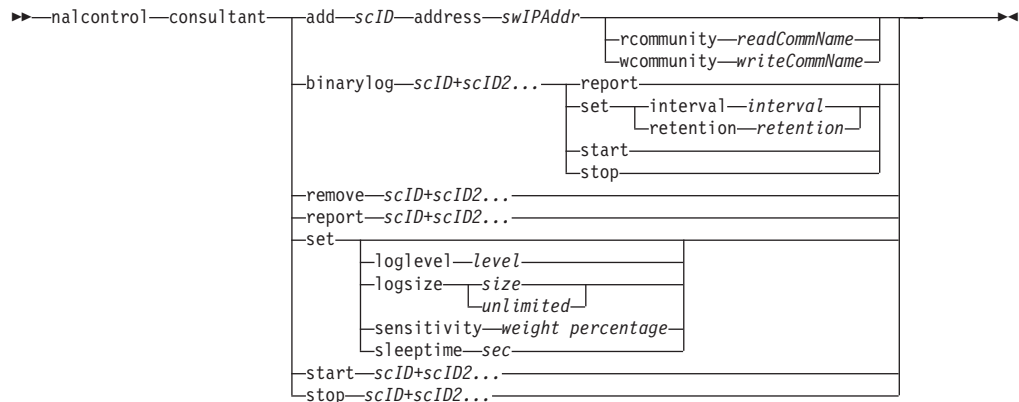 nalcontrol consultant add scID address swIPAddr
rcommunity readCommName
wcommunity writeCommName
binarylog scID+scID2... report
set interval interval
retention retention
start
stop
remove scID+scID2...
report scID+scID2...
set
loglevel level
logsize size
unlimited
sensitivity weight percentage
sleeptime sec
start scID+scID2...
stop scID+scID2...